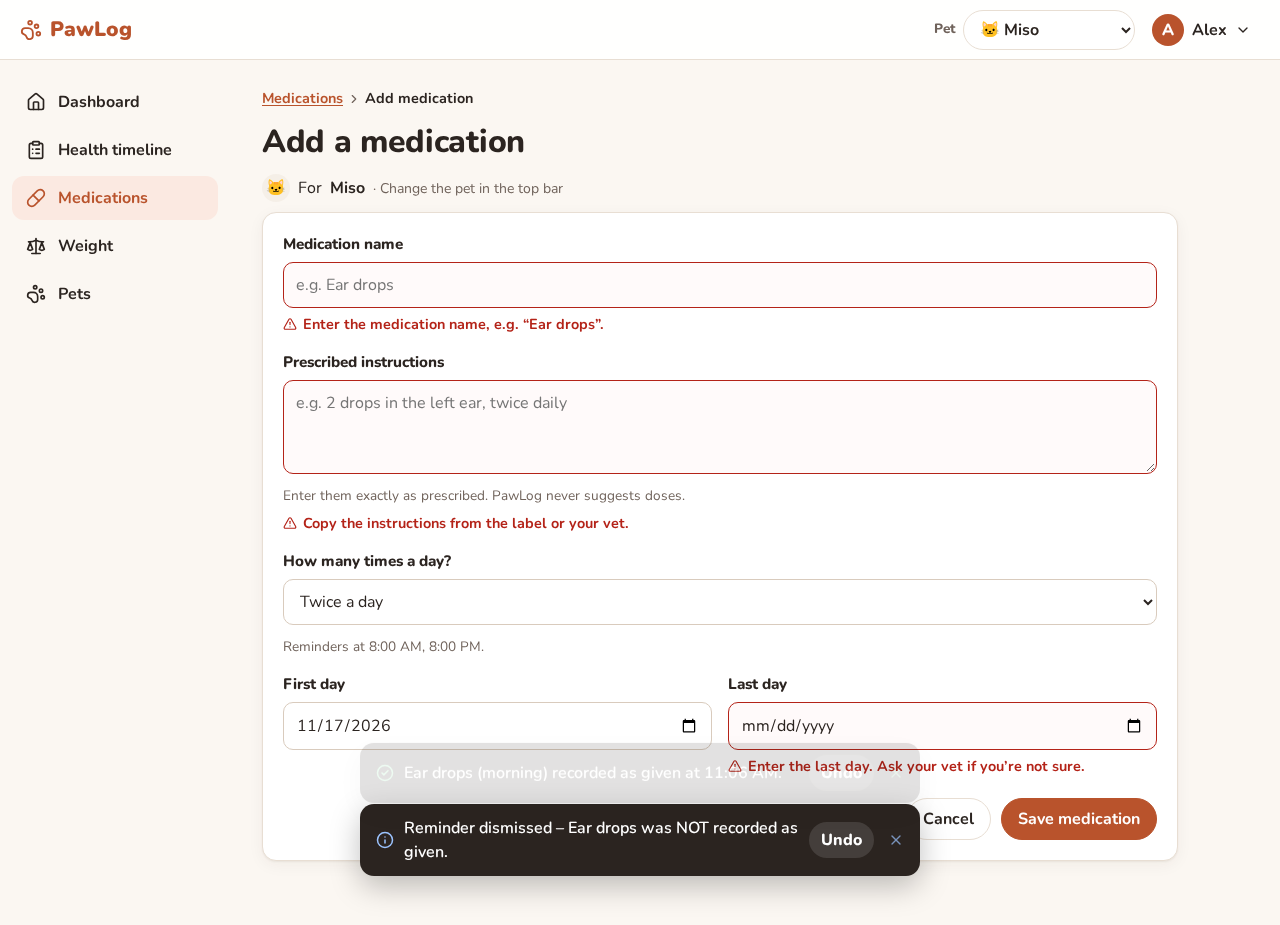 PawLog
Pet
Miso
A
Alex
Dashboard
Health timeline
Medications
Weight
Pets
Medications > Add medication
Add a medication
For Miso · Change the pet in the top bar
Medication name
e.g. Ear drops
Enter the medication name, e.g. “Ear drops”.
Prescribed instructions
e.g. 2 drops in the left ear, twice daily
Enter them exactly as prescribed. PawLog never suggests doses.
Copy the instructions from the label or your vet.
How many times a day?
Twice a day
Reminders at 8:00 AM, 8:00 PM.
First day
Last day
11/17/2026
mm/dd/yyyy
Enter the last day. Ask your vet if you’re not sure.
Ear drops (morning) recorded as given at AM.
Undo
Reminder dismissed – Ear drops was NOT recorded as
given.
Undo
Cancel
Save medication